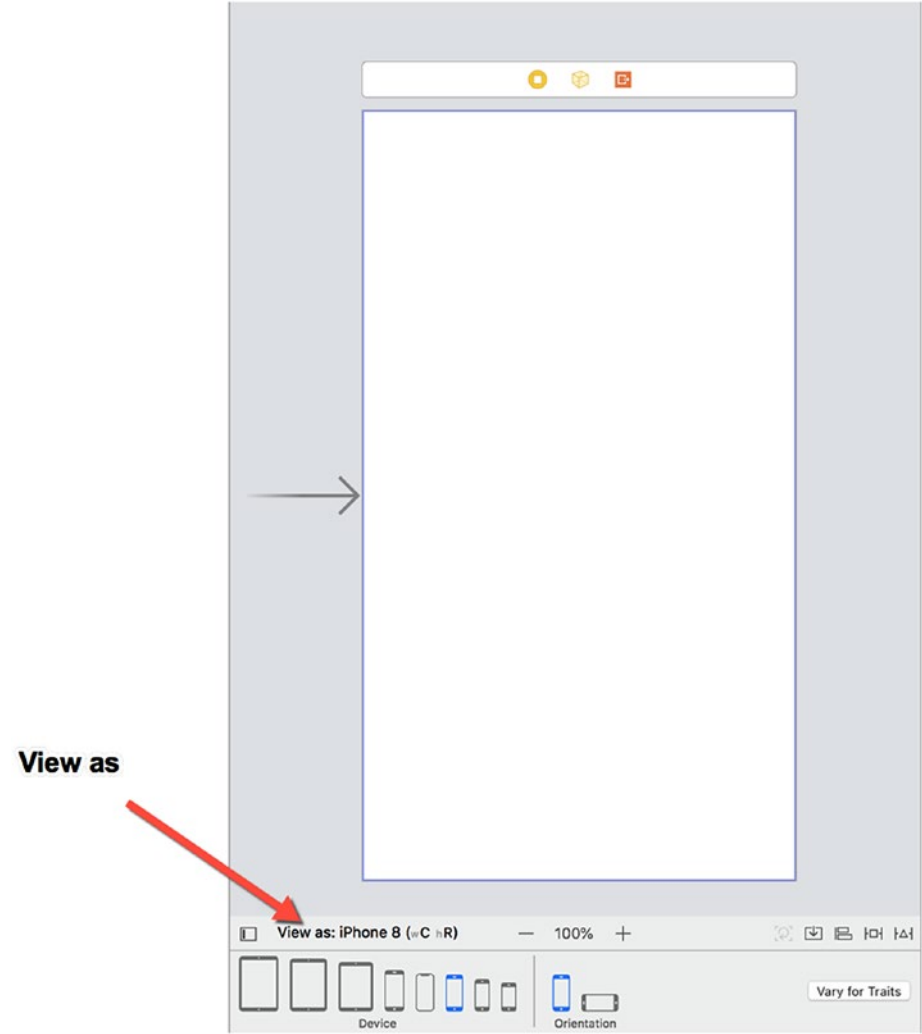 View as
View as: iPhone 8 (wC hR) — 100% +
Vary for Traits
Device Orientation